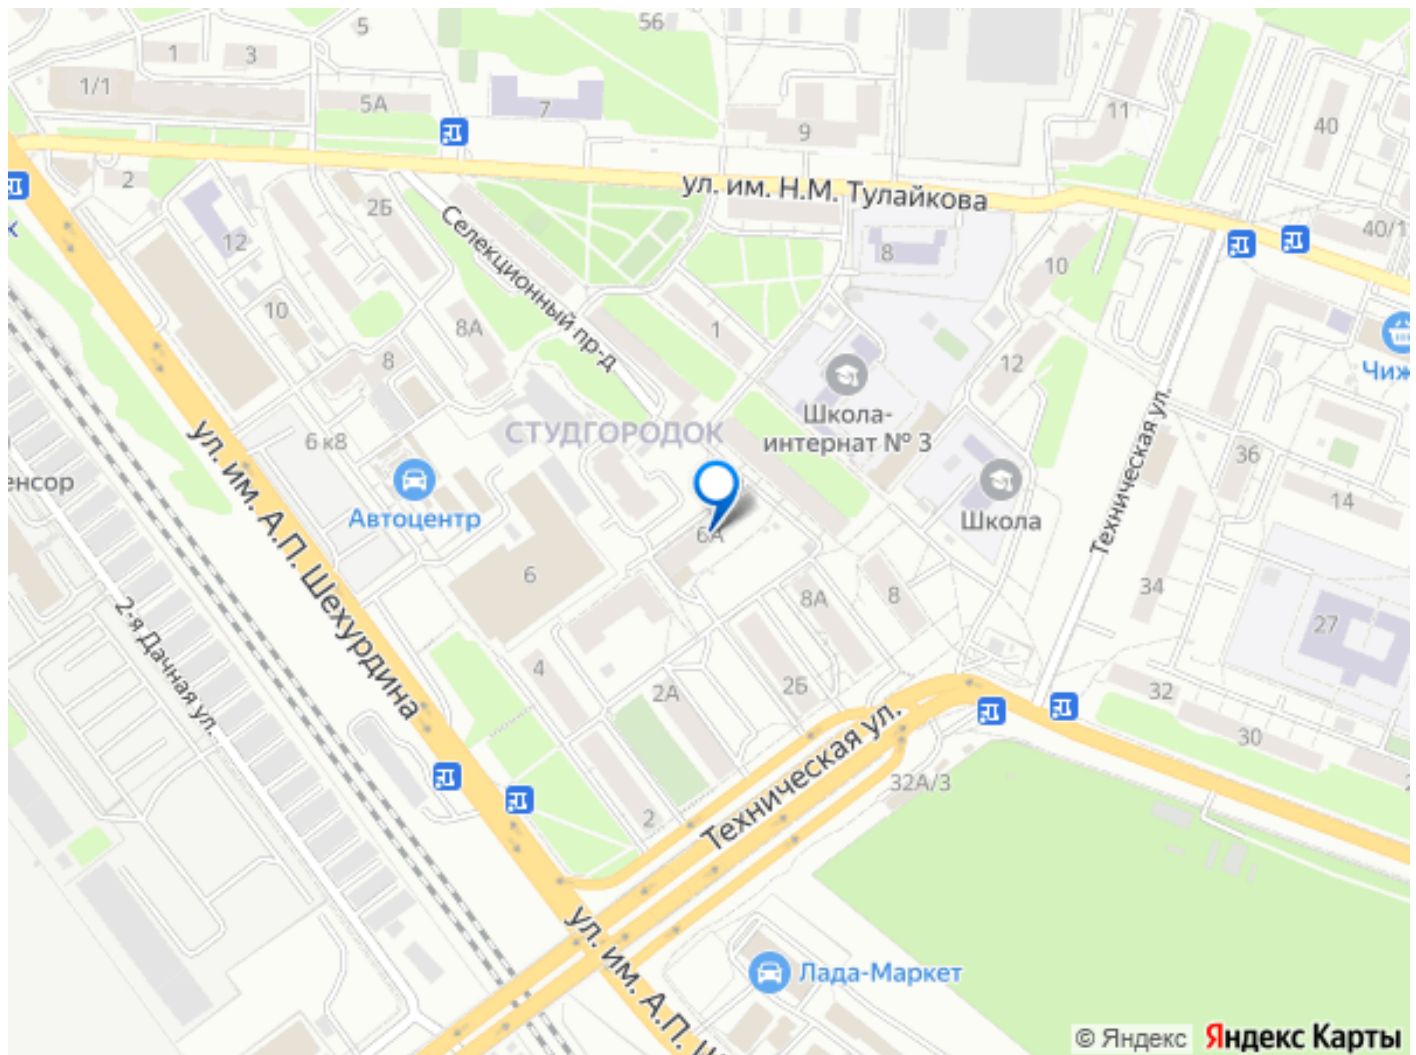 56
5
1
3
1/1
5А
7
9
11
40
2
2Б
12
ул. им. Н.М. Тулайкова
8
10
40/1
Селекционный пр-д
10
8А
1
8
12
Чиж
Школа-
интернат № 3
СТУДГОРОДОК
6 к8
36
енсор
Автоцентр
Школа
14
Техническая ул.
6А
6
ул. им. А.П. Шехурдина
2-я Дачная ул.
8А
8
34
27
4
2А
2Б
32
30
2
Техническая ул.
32А/3
2
ул. им. А.П. Ш
Лада-Маркет
© Яндекс Яндекс Карты